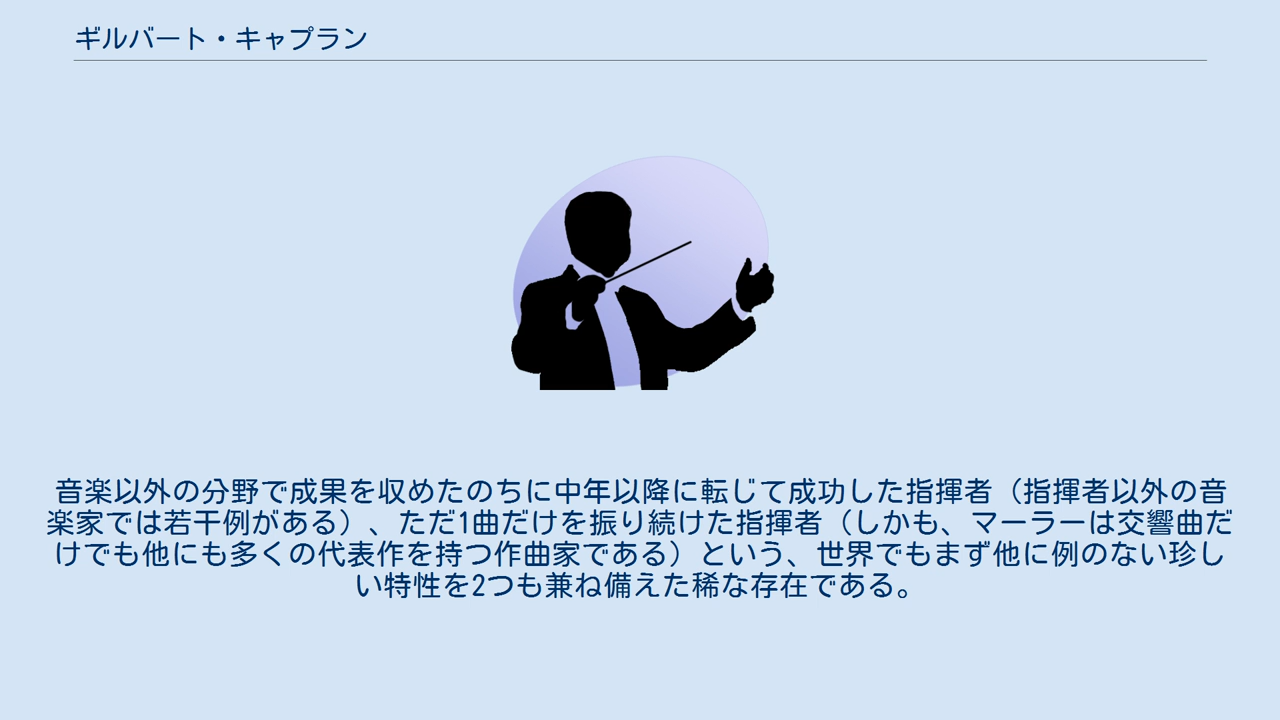 ギルバート・キャプラン
音楽以外の分野で成果を収めたのちに中年以降に転じて成功した指揮者（指揮者以外の音
楽家では若干例がある）、ただ1曲だけを振り続けた指揮者（しかも、マーラーは交響曲だ
けでも他にも多くの代表作を持つ作曲家である）という、世界でもまず他に例のない珍し
い特性を2つも兼ね備えた稀な存在である。